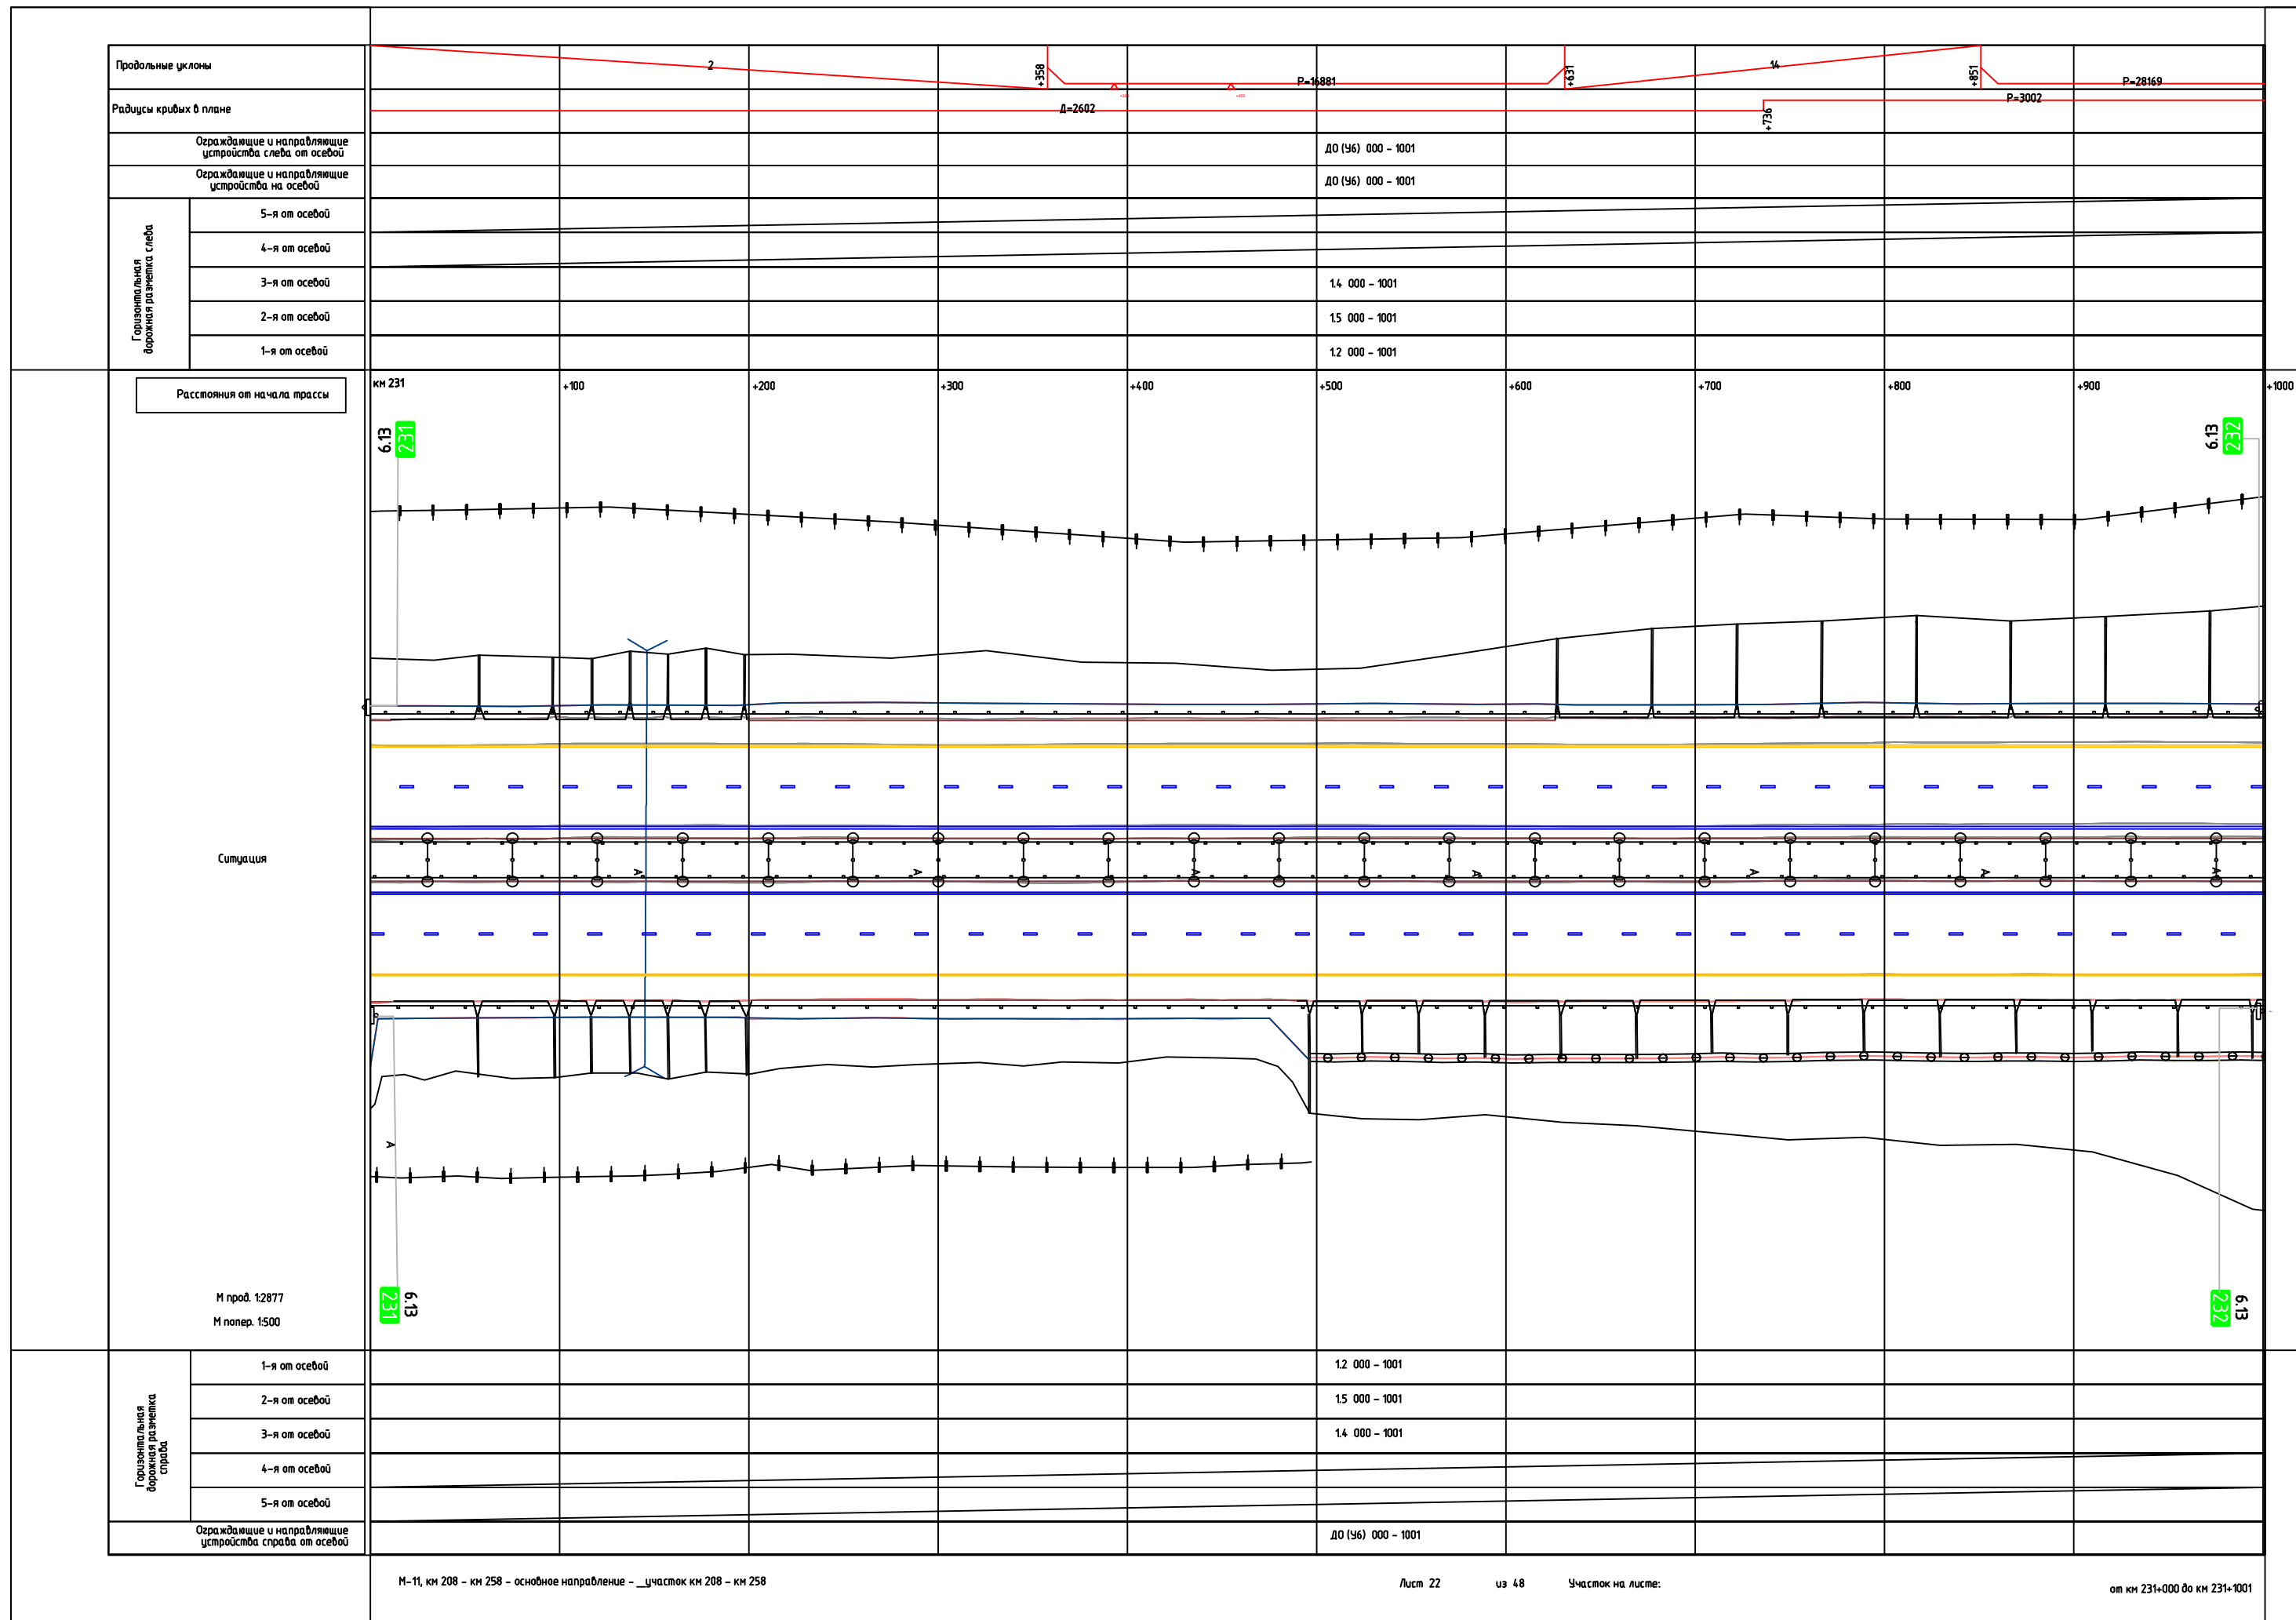 Продольные уклоны
2
+358
Р=16881
+631
14
+851
Р=28169
Радиусы кривых в плане
Д=2602
+736
Р=3002
Ограждающие и направляющие
устройства слева от осевой
ДО (У6) 000 - 1001
Ограждающие и направляющие
устройства на осевой
ДО (У6) 000 - 1001
Горизонтальная
дорожная разметка слева
5-я от осевой
4-я от осевой
3-я от осевой
1.4 000 - 1001
2-я от осевой
1.5 000 - 1001
1-я от осевой
1.2 000 - 1001
Расстояния от начала трассы
км 231
+100
+200
+300
+400
+500
+600
+700
+800
+900
+1000
6.13
231
6.13
232
Ситуация
А
А
А
А
А
А
А
А
М прод. 1:2877
М попер. 1:500
231
6.13
232
6.13
Горизонтальная
дорожная разметка
справа
1-я от осевой
1.2 000 - 1001
2-я от осевой
1.5 000 - 1001
3-я от осевой
1.4 000 - 1001
4-я от осевой
5-я от осевой
Ограждающие и направляющие
устройства справа от осевой
ДО (У6) 000 - 1001
М-11, км 208 - км 258 - основное направление - __участок км 208 - км 258
Лист 22 из 48 Участок на листе:
от км 231+000 до км 231+1001